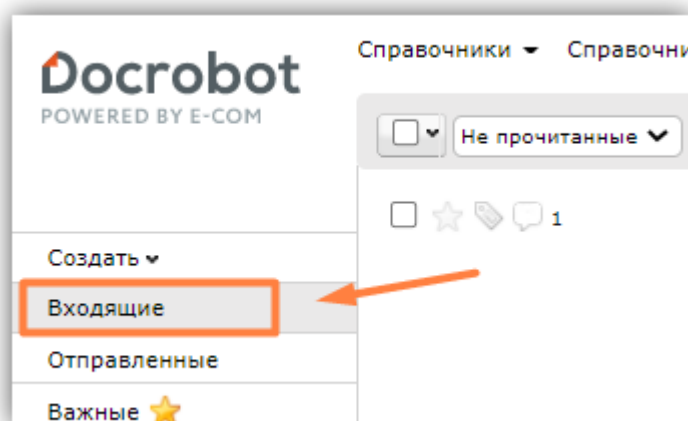 Docrobot
POWERED BY E-COM
Справочники
Не прочитанные
1
Создать
Входящие
Отправленные
Важные